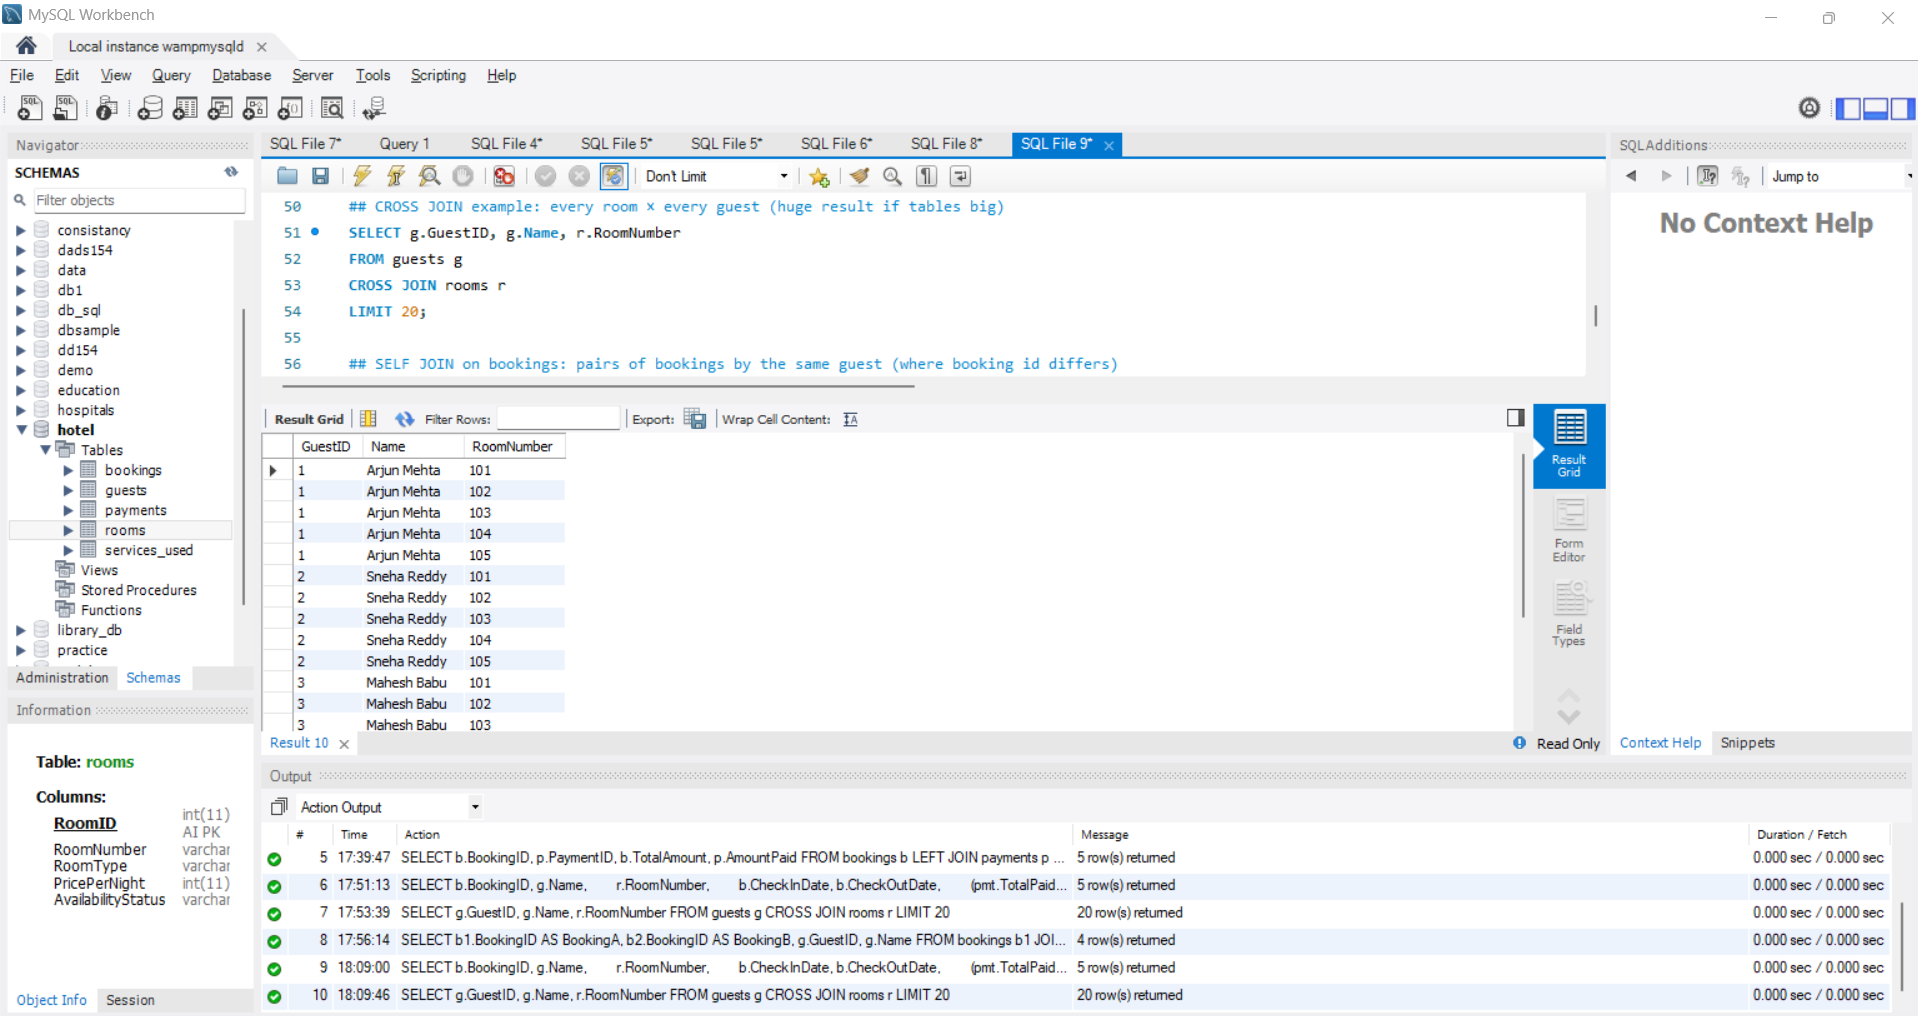 MySQL Workbench
Local instance wampmysqld
File Edit View Query Database Server Tools Scripting Help
Navigator
SCHEMAS
Filter objects
consistancy
dads154
data
db1
db_sql
dbsample
dd154
demo
education
hospitals
hotel
Tables
bookings
guests
payments
rooms
services_used
Views
Stored Procedures
Functions
library_db
practice
Administration Schemas
Information
Table: rooms
Columns:
RoomID int(11) AI PK
RoomNumber varchar
RoomType varchar
PricePerNight int(11)
AvailabilityStatus varchar
Object Info Session
SQL File 7* Query 1 SQL File 4* SQL File 5* SQL File 5* SQL File 6* SQL File 8* SQL File 9*
Don't Limit
50 ## CROSS JOIN example: every room × every guest (huge result if tables big)
51 SELECT g.GuestID, g.Name, r.RoomNumber
52 FROM guests g
53 CROSS JOIN rooms r
54 LIMIT 20;
55
56 ## SELF JOIN on bookings: pairs of bookings by the same guest (where booking id differs)
Result Grid Filter Rows: Export: Wrap Cell Content:
GuestID Name RoomNumber
1 Arjun Mehta 101
1 Arjun Mehta 102
1 Arjun Mehta 103
1 Arjun Mehta 104
1 Arjun Mehta 105
2 Sneha Reddy 101
2 Sneha Reddy 102
2 Sneha Reddy 103
2 Sneha Reddy 104
2 Sneha Reddy 105
3 Mahesh Babu 101
3 Mahesh Babu 102
3 Mahesh Babu 103
Result Grid
Form Editor
Field Types
Result 10
Read Only
SQLAdditions
Jump to
No Context Help
Context Help Snippets
Output
Action Output
# Time Action Message Duration / Fetch
5 17:39:47 SELECT b.BookingID, p.PaymentID, b.TotalAmount, p.AmountPaid FROM bookings b LEFT JOIN payments p ... 5 row(s) returned 0.000 sec / 0.000 sec
6 17:51:13 SELECT b.BookingID, g.Name, r.RoomNumber, b.CheckInDate, b.CheckOutDate, (pmt.TotalPaid... 5 row(s) returned 0.000 sec / 0.000 sec
7 17:53:39 SELECT g.GuestID, g.Name, r.RoomNumber FROM guests g CROSS JOIN rooms r LIMIT 20 20 row(s) returned 0.000 sec / 0.000 sec
8 17:56:14 SELECT b1.BookingID AS BookingA, b2.BookingID AS BookingB, g.GuestID, g.Name FROM bookings b1 JOI... 4 row(s) returned 0.000 sec / 0.000 sec
9 18:09:00 SELECT b.BookingID, g.Name, r.RoomNumber, b.CheckInDate, b.CheckOutDate, (pmt.TotalPaid... 5 row(s) returned 0.000 sec / 0.000 sec
10 18:09:46 SELECT g.GuestID, g.Name, r.RoomNumber FROM guests g CROSS JOIN rooms r LIMIT 20 20 row(s) returned 0.000 sec / 0.000 sec